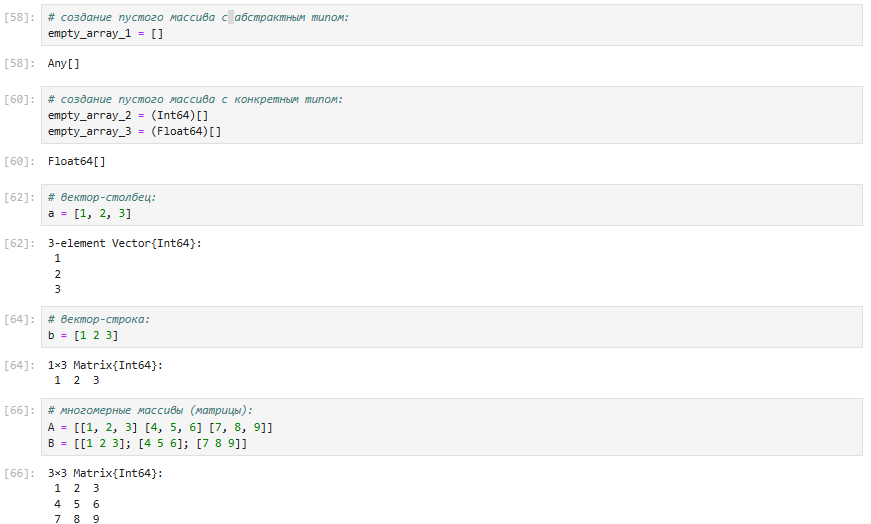 [58]: # создание пустого массива с абстрактным типом:
empty_array_1 = []
[58]: Any[]
[60]: # создание пустого массива с конкретным типом:
empty_array_2 = (Int64)[]
empty_array_3 = (Float64)[]
[60]: Float64[]
[62]: # вектор-столбец:
a = [1, 2, 3]
[62]: 3-element Vector{Int64}:
1
2
3
[64]: # вектор-строка:
b = [1 2 3]
[64]: 1×3 Matrix{Int64}:
1 2 3
[66]: # многомерные массивы (матрицы):
A = [[1, 2, 3] [4, 5, 6] [7, 8, 9]]
B = [[1 2 3]; [4 5 6]; [7 8 9]]
[66]: 3×3 Matrix{Int64}:
1 2 3
4 5 6
7 8 9